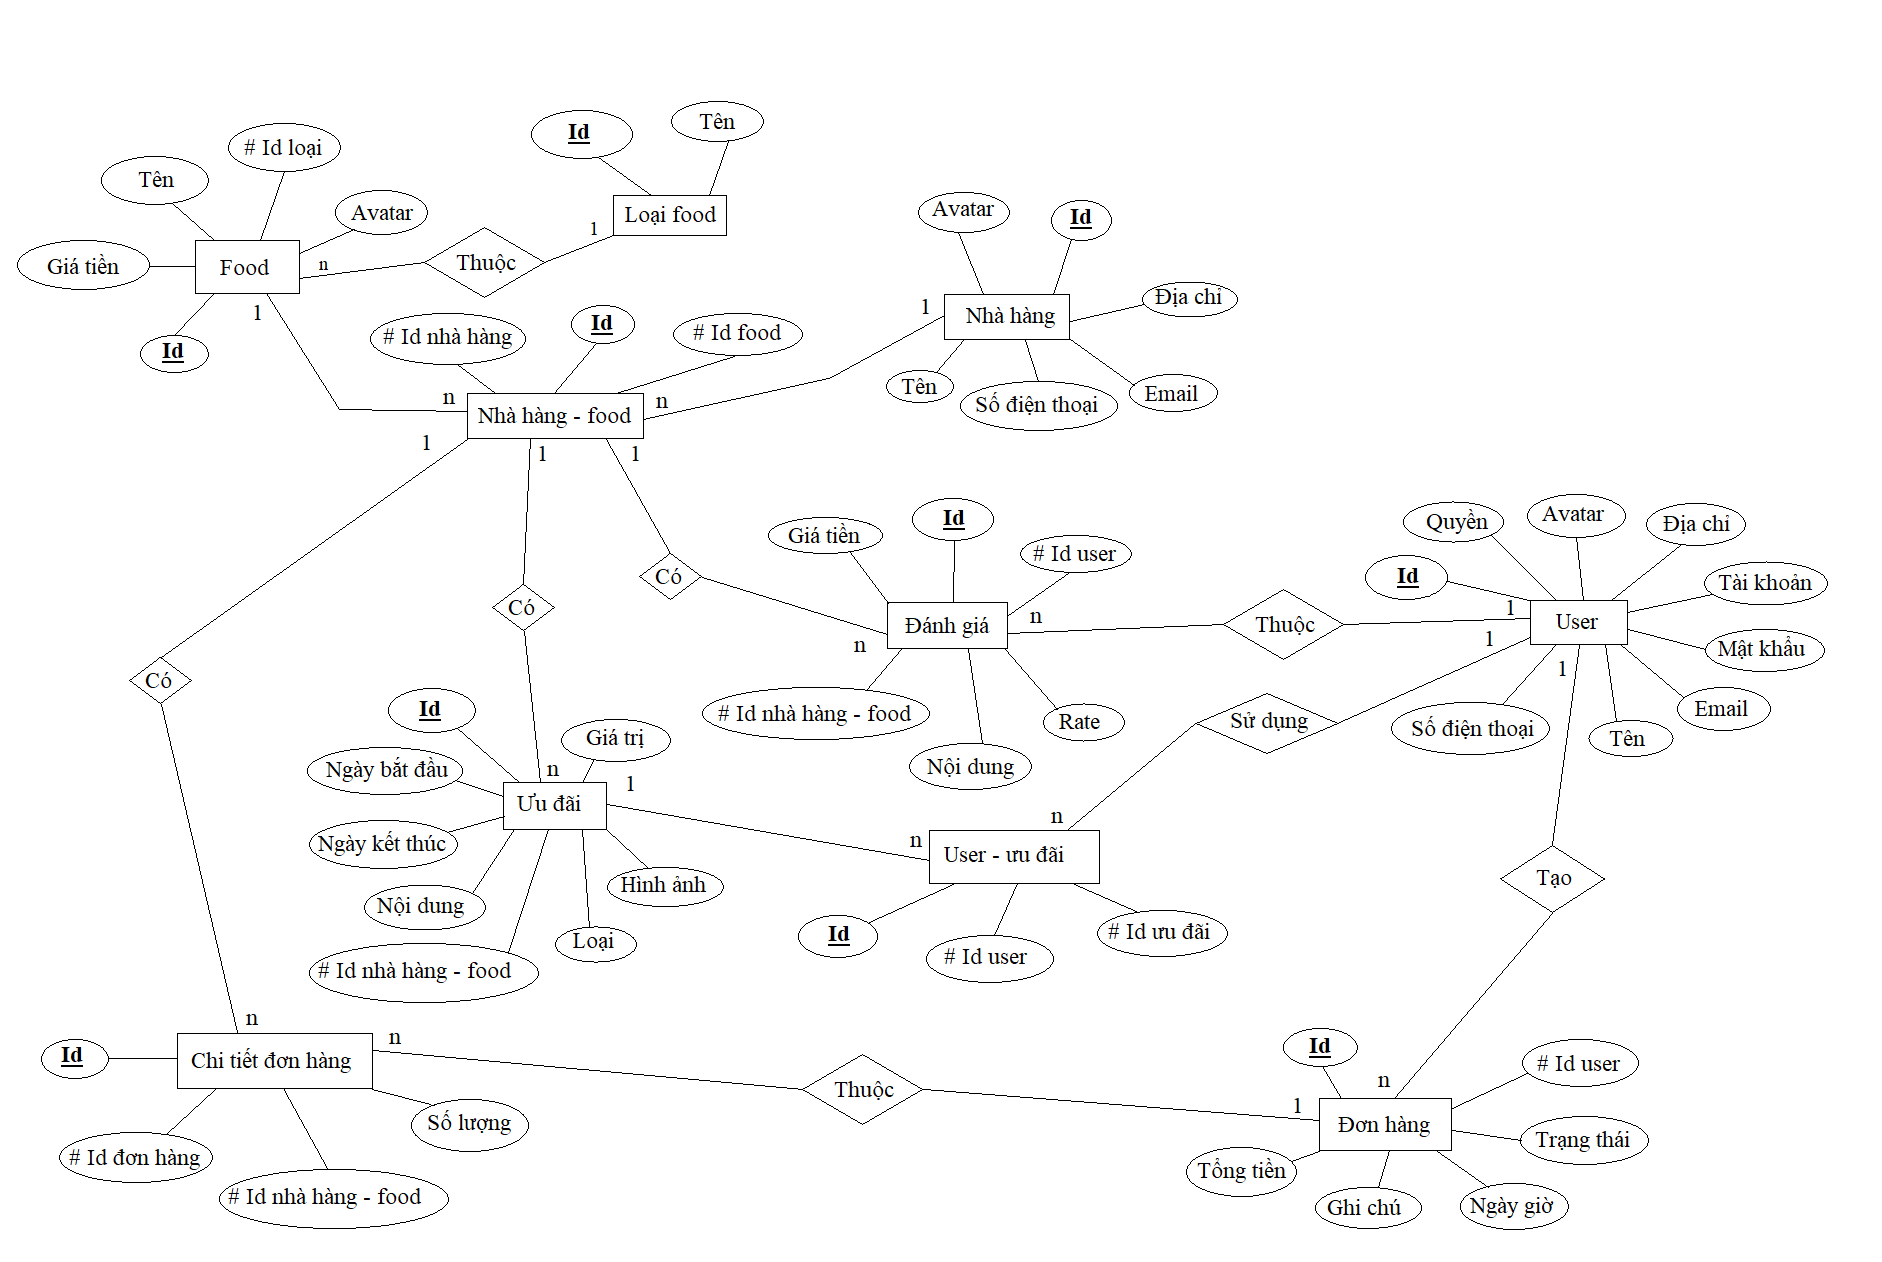 Id
Tên
# Id loại
Tên
Avatar
Loại food
1
Giá tiền
Food
n
Thuộc
1
Id
Avatar
Id
Địa chỉ
1
Nhà hàng
Tên
Số điện thoại
Email
# Id nhà hàng
Id
# Id food
n
Nhà hàng - food
n
1
1
1
Giá tiền
Id
# Id user
Có
Có
Có
Đánh giá
n
n
Thuộc
# Id nhà hàng - food
Nội dung
Rate
Quyền
Avatar
Địa chỉ
Id
Tài khoản
1
User
1
1
Mật khẩu
Email
Số điện thoại
Tên
Sử dụng
Id
Giá trị
Ngày bắt đầu
n
1
Ưu đãi
Ngày kết thúc
Hình ảnh
Nội dung
Loại
# Id nhà hàng - food
n
n
User - ưu đãi
Id
# Id user
# Id ưu đãi
Tạo
n
n
Id
Chi tiết đơn hàng
Số lượng
# Id đơn hàng
# Id nhà hàng - food
Thuộc
n
1
Id
# Id user
Đơn hàng
Trạng thái
Tổng tiền
Ghi chú
Ngày giờ